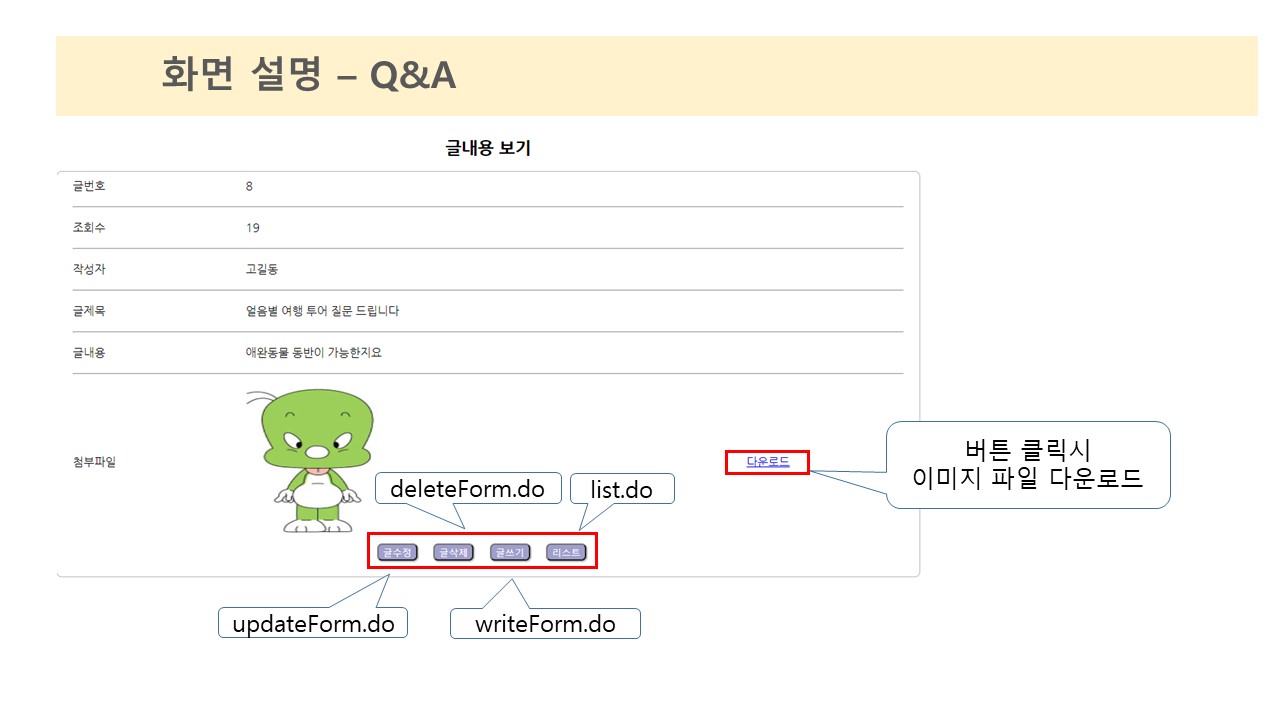 화면 설명 – Q&A
글내용 보기
글번호 8
조회수 19
작성자 고길동
글제목 얼음별 여행 투어 질문 드립니다
글내용 애완동물 동반이 가능한지요
첨부파일 다운로드
버튼 클릭시
이미지 파일 다운로드
deleteForm.do list.do
글수정 글삭제 글쓰기 리스트
updateForm.do writeForm.do